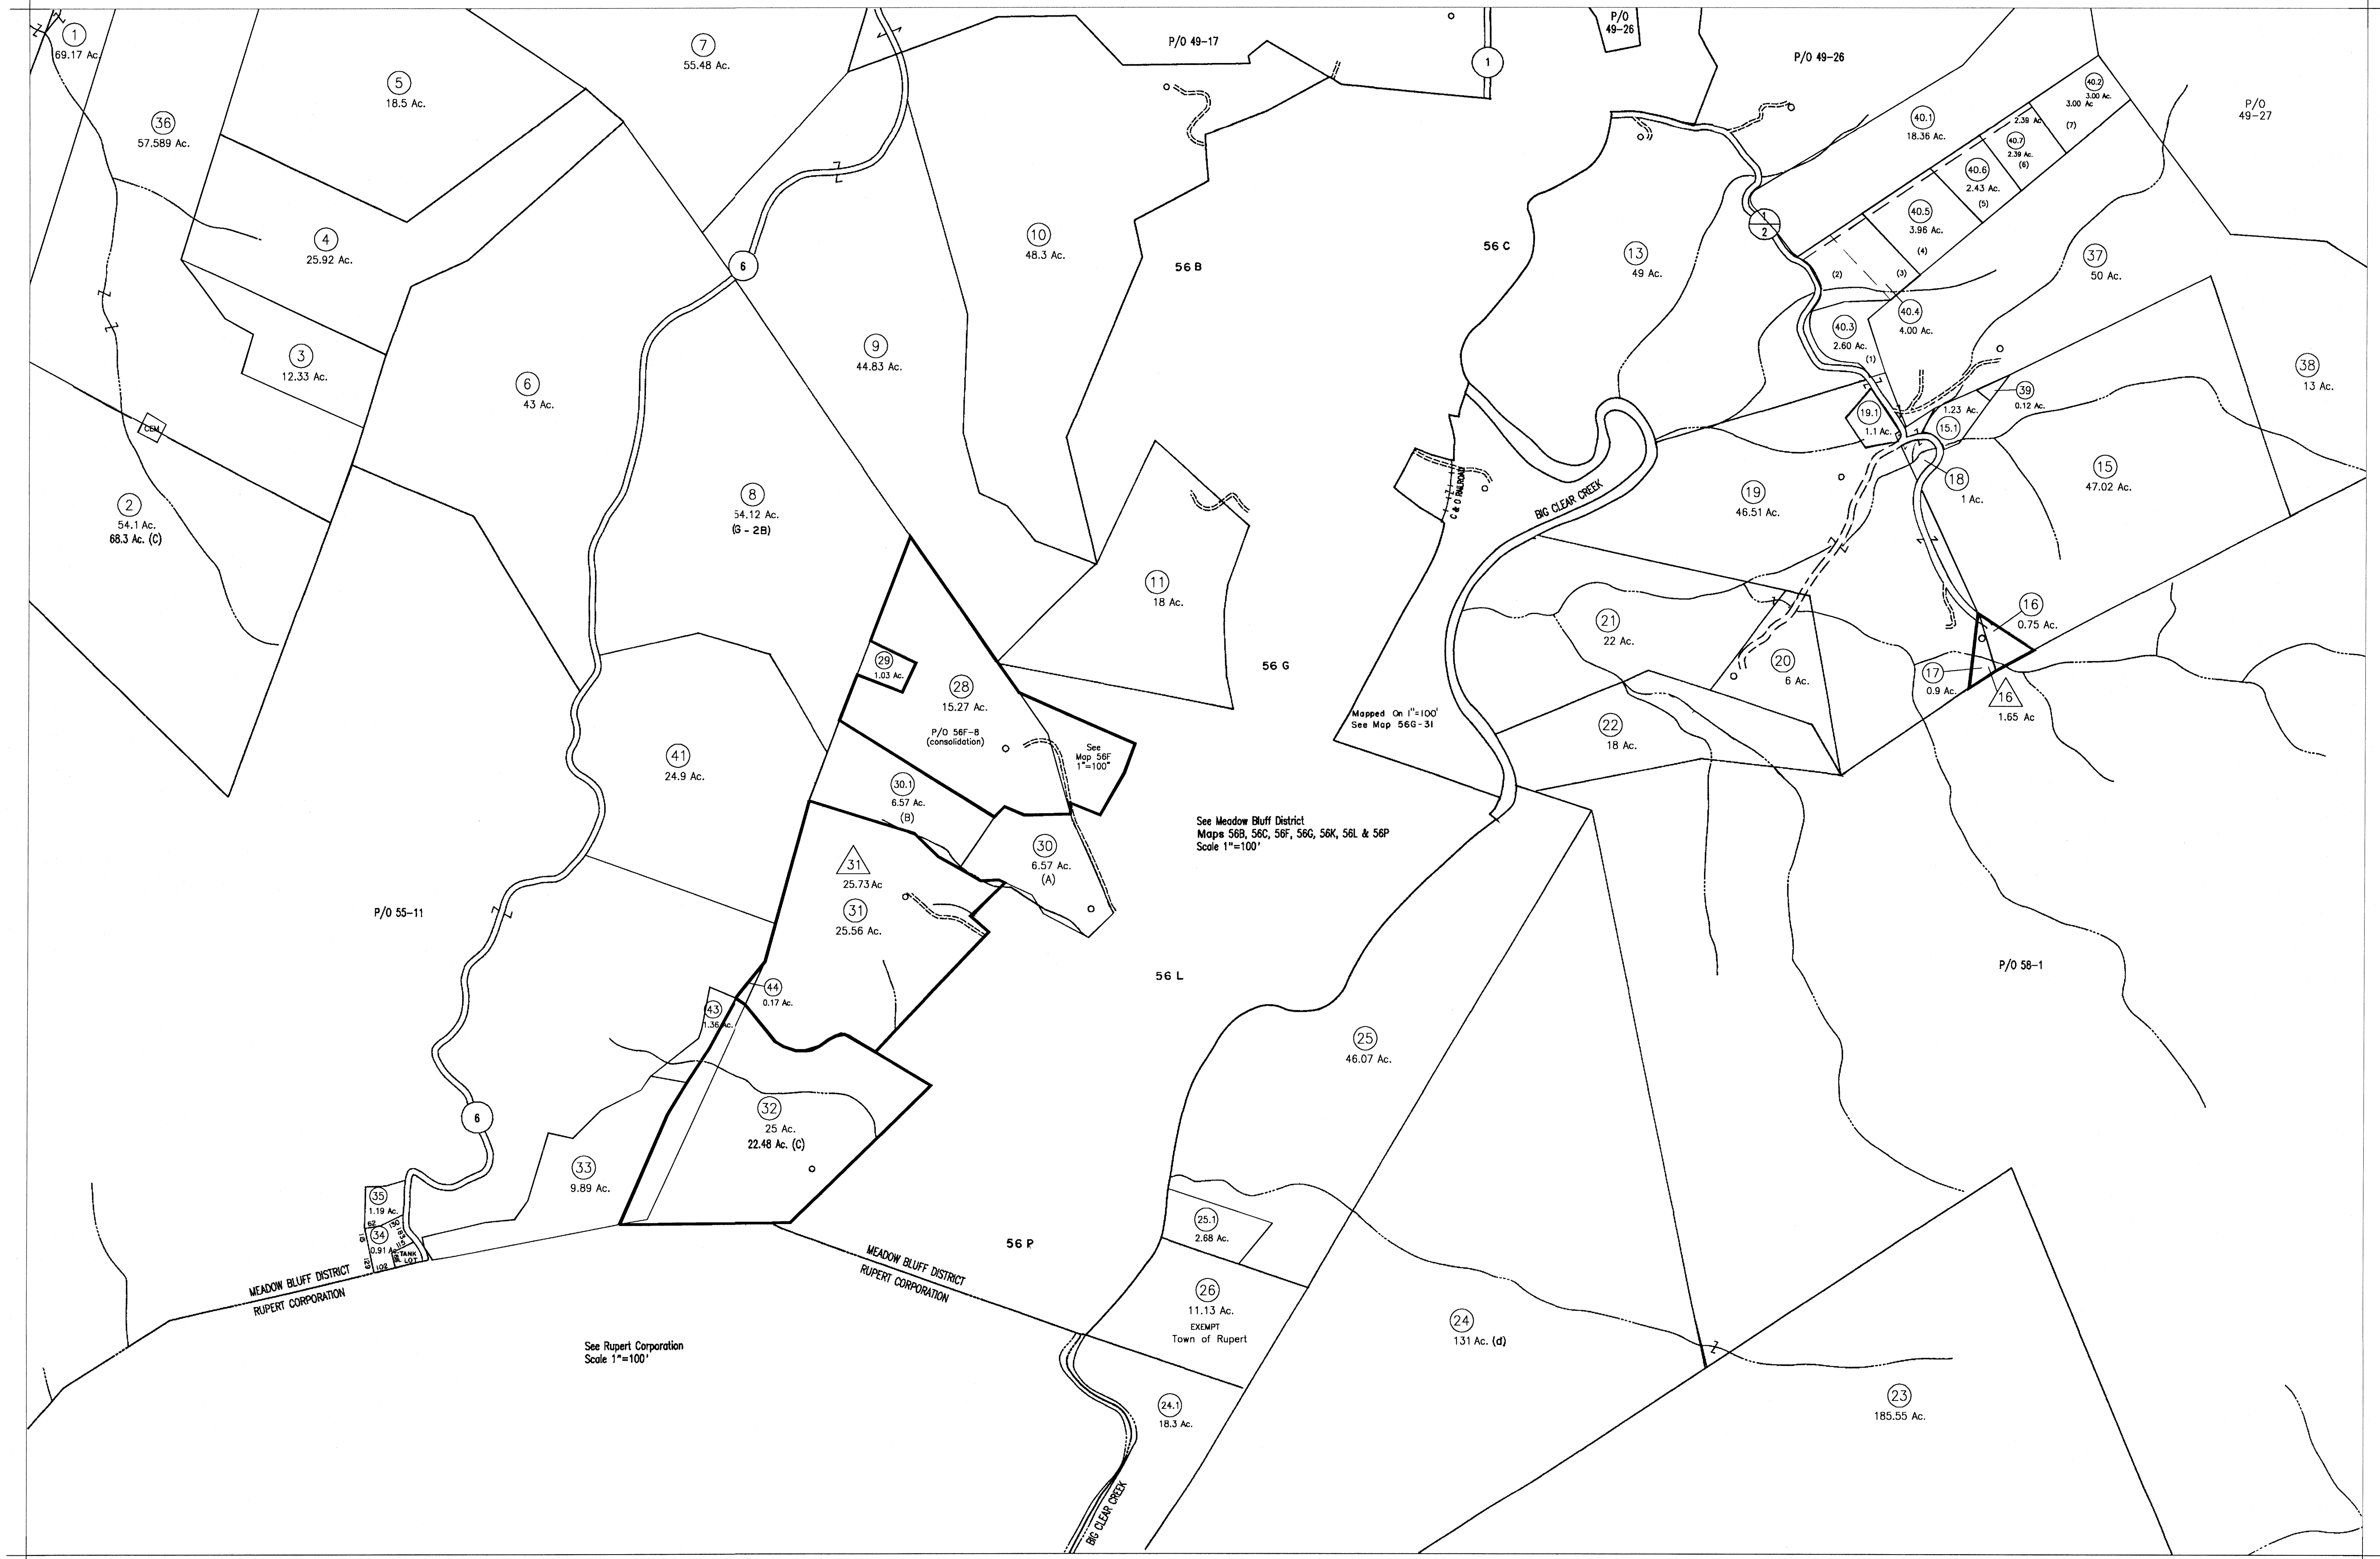 1
69.17 Ac.
36
57.589 Ac.
5
18.5 Ac.
7
55.48 Ac.
P/O 49-17
1
P/O
49-26
P/O 49-26
40.2
3.00 Ac.
3.00 Ac
(7)
P/O
49-27
40.1
18.36 Ac.
2.39 Ac
40.7
2.39 Ac.
(6)
40.6
2.43 Ac.
(5)
40.5
3.96 Ac.
(4)
(3)
(2)
1
2
4
25.92 Ac.
6
10
48.3 Ac.
56 B
56 C
13
49 Ac.
37
50 Ac.
40.4
4.00 Ac.
40.3
2.60 Ac.
(1)
3
12.33 Ac.
6
43 Ac.
9
44.83 Ac.
38
13 Ac.
39
0.12 Ac.
1.23 Ac.
15.1
19.1
1.1 Ac.
CEM
2
54.1 Ac.
68.3 Ac. (C)
8
54.12 Ac.
(G - 2B)
C & O RAILROAD
BIG CLEAR CREEK
19
46.51 Ac.
18
1 Ac.
15
47.02 Ac.
11
18 Ac.
16
0.75 Ac.
21
22 Ac.
20
6 Ac.
17
0.9 Ac.
16
1.65 Ac
29
1.03 Ac.
28
15.27 Ac.
P/O 56F-8
(consolidation)
56 G
See
Map 56F
1"=100"
Mapped On 1"=100'
See Map 56G-31
22
18 Ac.
41
24.9 Ac.
30.1
6.57 Ac.
(B)
See Meadow Bluff District
Maps 56B, 56C, 56F, 56G, 56K, 56L & 56P
Scale 1"=100'
30
6.57 Ac.
(A)
31
25.73 Ac
31
25.56 Ac.
P/O 55-11
56 L
P/O 58-1
44
0.17 Ac.
43
1.36 Ac.
25
46.07 Ac.
6
32
25 Ac.
22.48 Ac. (C)
33
9.89 Ac.
35
1.19 Ac.
62
150
34
0.91 Ac.
183
115
TANK
LOT
16
129
102
25.1
2.68 Ac.
56 P
MEADOW BLUFF DISTRICT
RUPERT CORPORATION
MEADOW BLUFF DISTRICT
RUPERT CORPORATION
26
11.13 Ac.
EXEMPT
Town of Rupert
24
131 Ac. (d)
See Rupert Corporation
Scale 1"=100'
24.1
18.3 Ac.
23
185.55 Ac.
BIG CLEAR CREEK